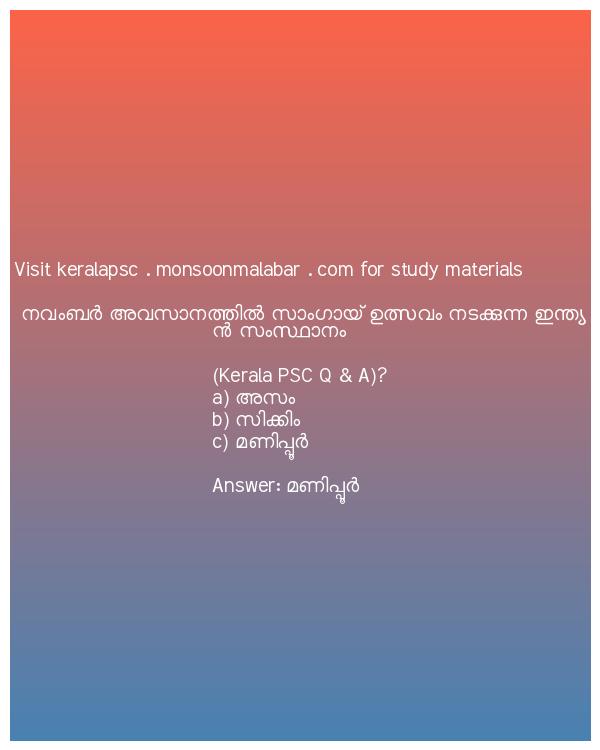 Visit keralapsc . monsoonmalabar . com for study materials
നവംബർ അവസാനത്തിൽ സാംഗായ് ഉത്സവം നടക്കുന്ന ഇന്ത്യ
ൻ സംസ്ഥാനം
(Kerala PSC Q & A)?
a) അസം
b) സിക്കിം
c) മണിപ്പൂർ
Answer: മണിപ്പൂർ